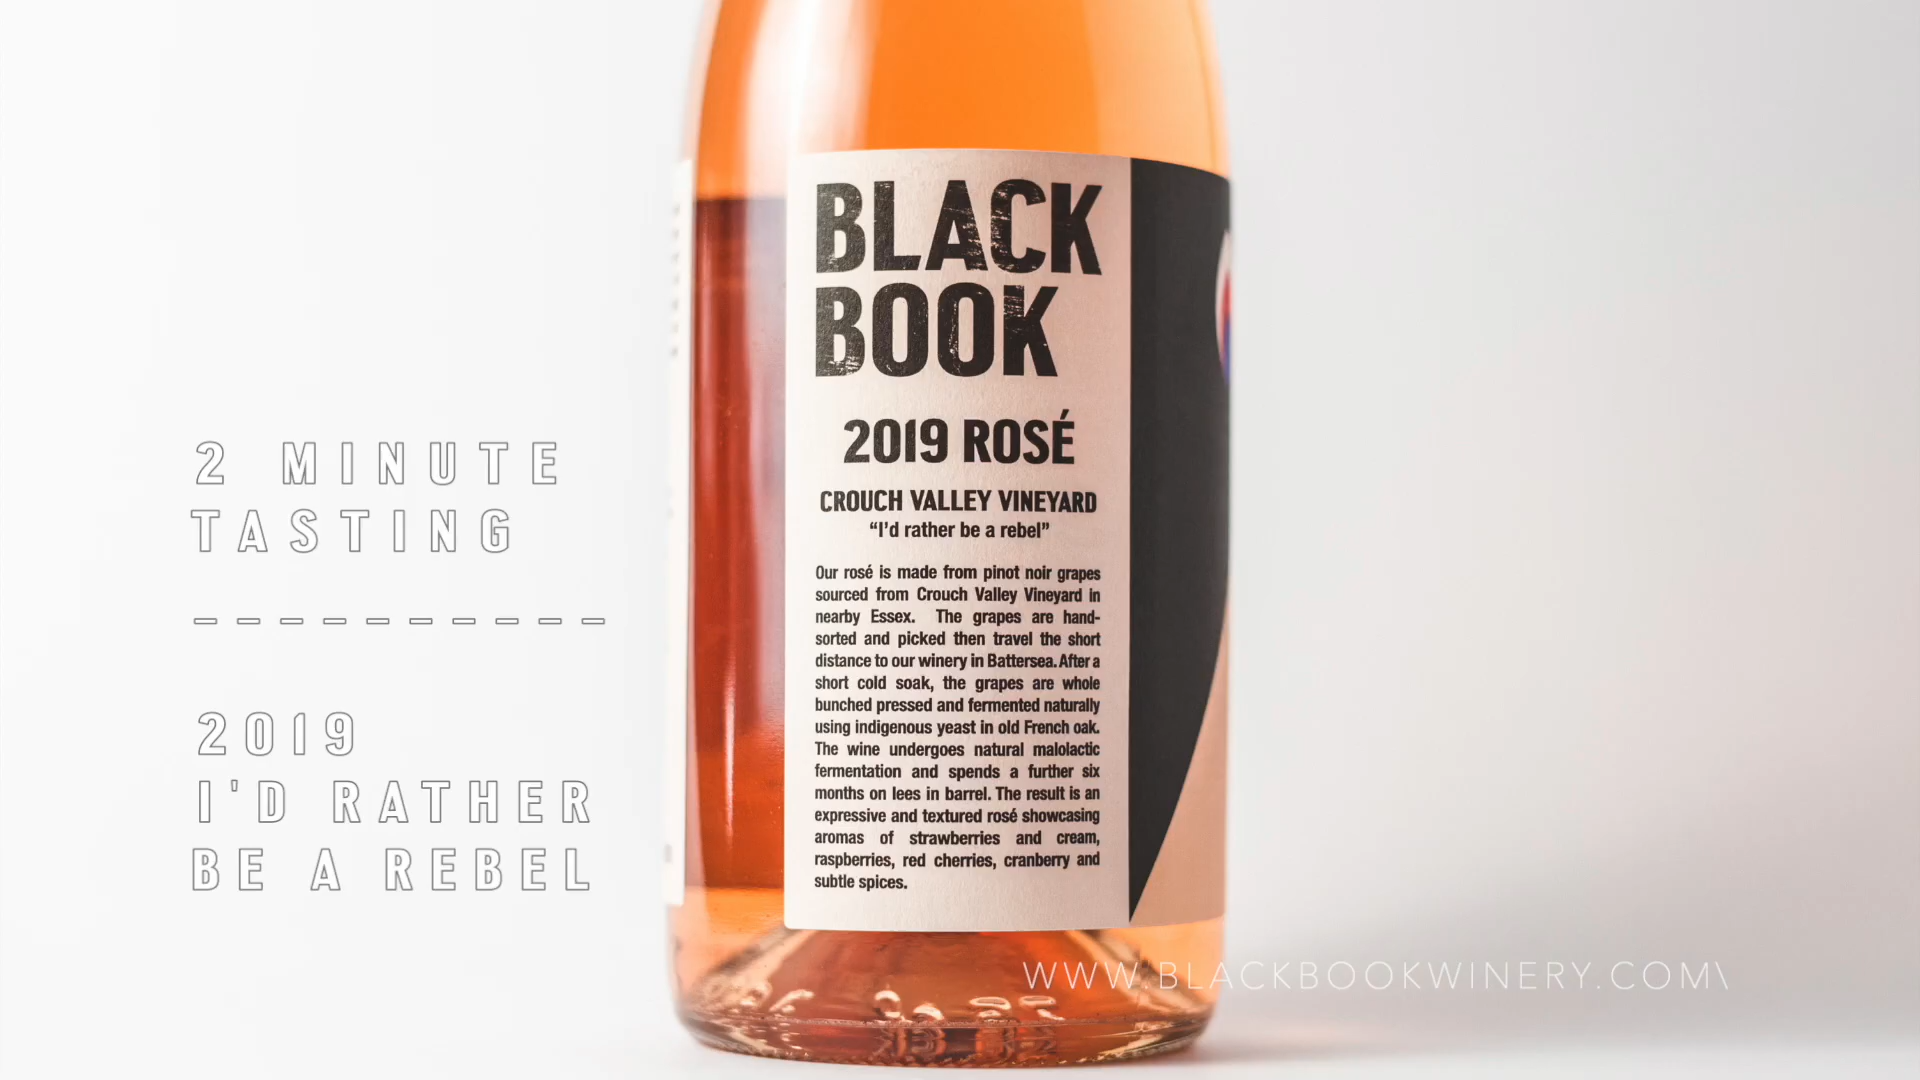 2 MINUTE
TASTING
----------
2019
I'D RATHER
BE A REBEL
BLACK
BOOK
2019 ROSÉ
CROUCH VALLEY VINEYARD
“I’d rather be a rebel”
Our rosé is made from pinot noir grapes
sourced from Crouch Valley Vineyard in
nearby Essex. The grapes are hand-
sorted and picked then travel the short
distance to our winery in Battersea. After a
short cold soak, the grapes are whole
bunched pressed and fermented naturally
using indigenous yeast in old French oak.
The wine undergoes natural malolactic
fermentation and spends a further six
months on lees in barrel. The result is an
expressive and textured rosé showcasing
aromas of strawberries and cream,
raspberries, red cherries, cranberry and
subtle spices.
WWW.BLACKBOOKWINERY.COM\